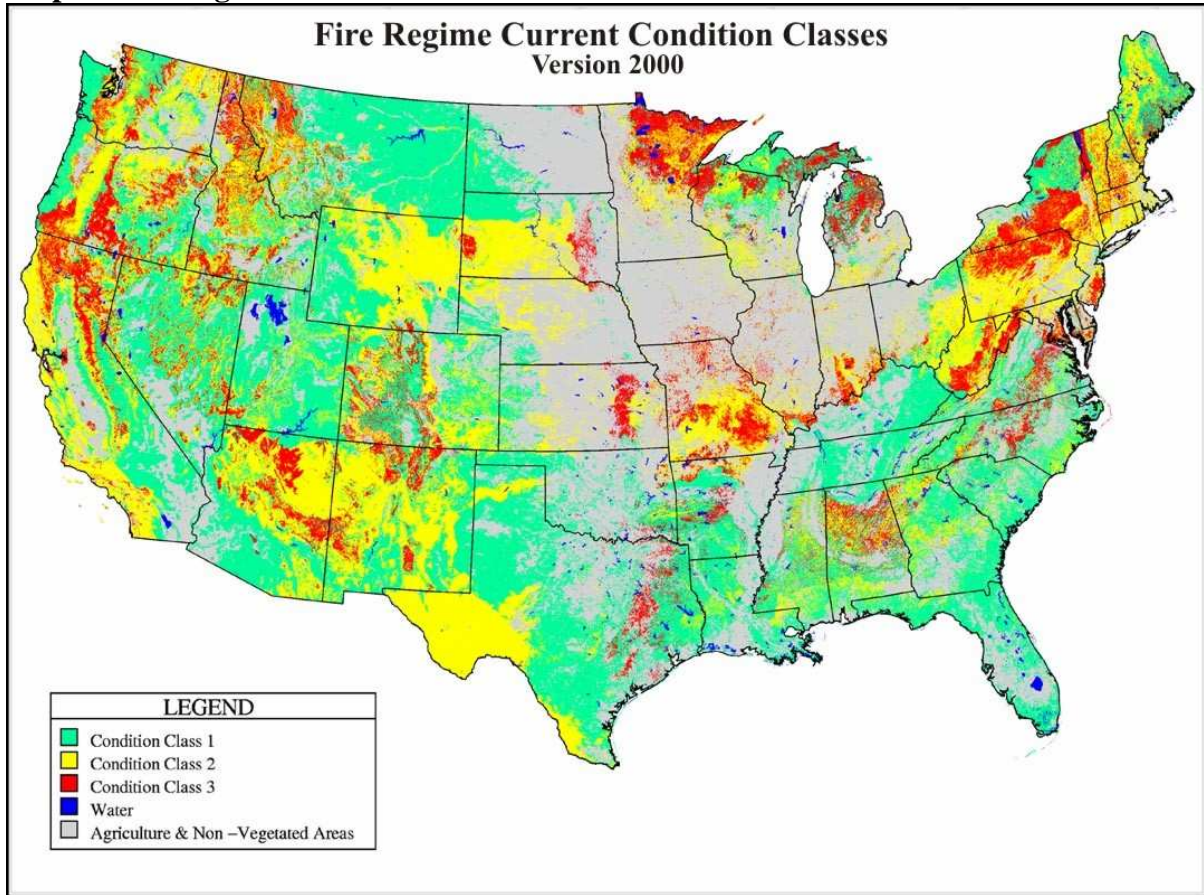 Fire Regime Current Condition Classes
Version 2000
LEGEND
Condition Class 1
Condition Class 2
Condition Class 3
Water
Agriculture & Non -Vegetated Areas